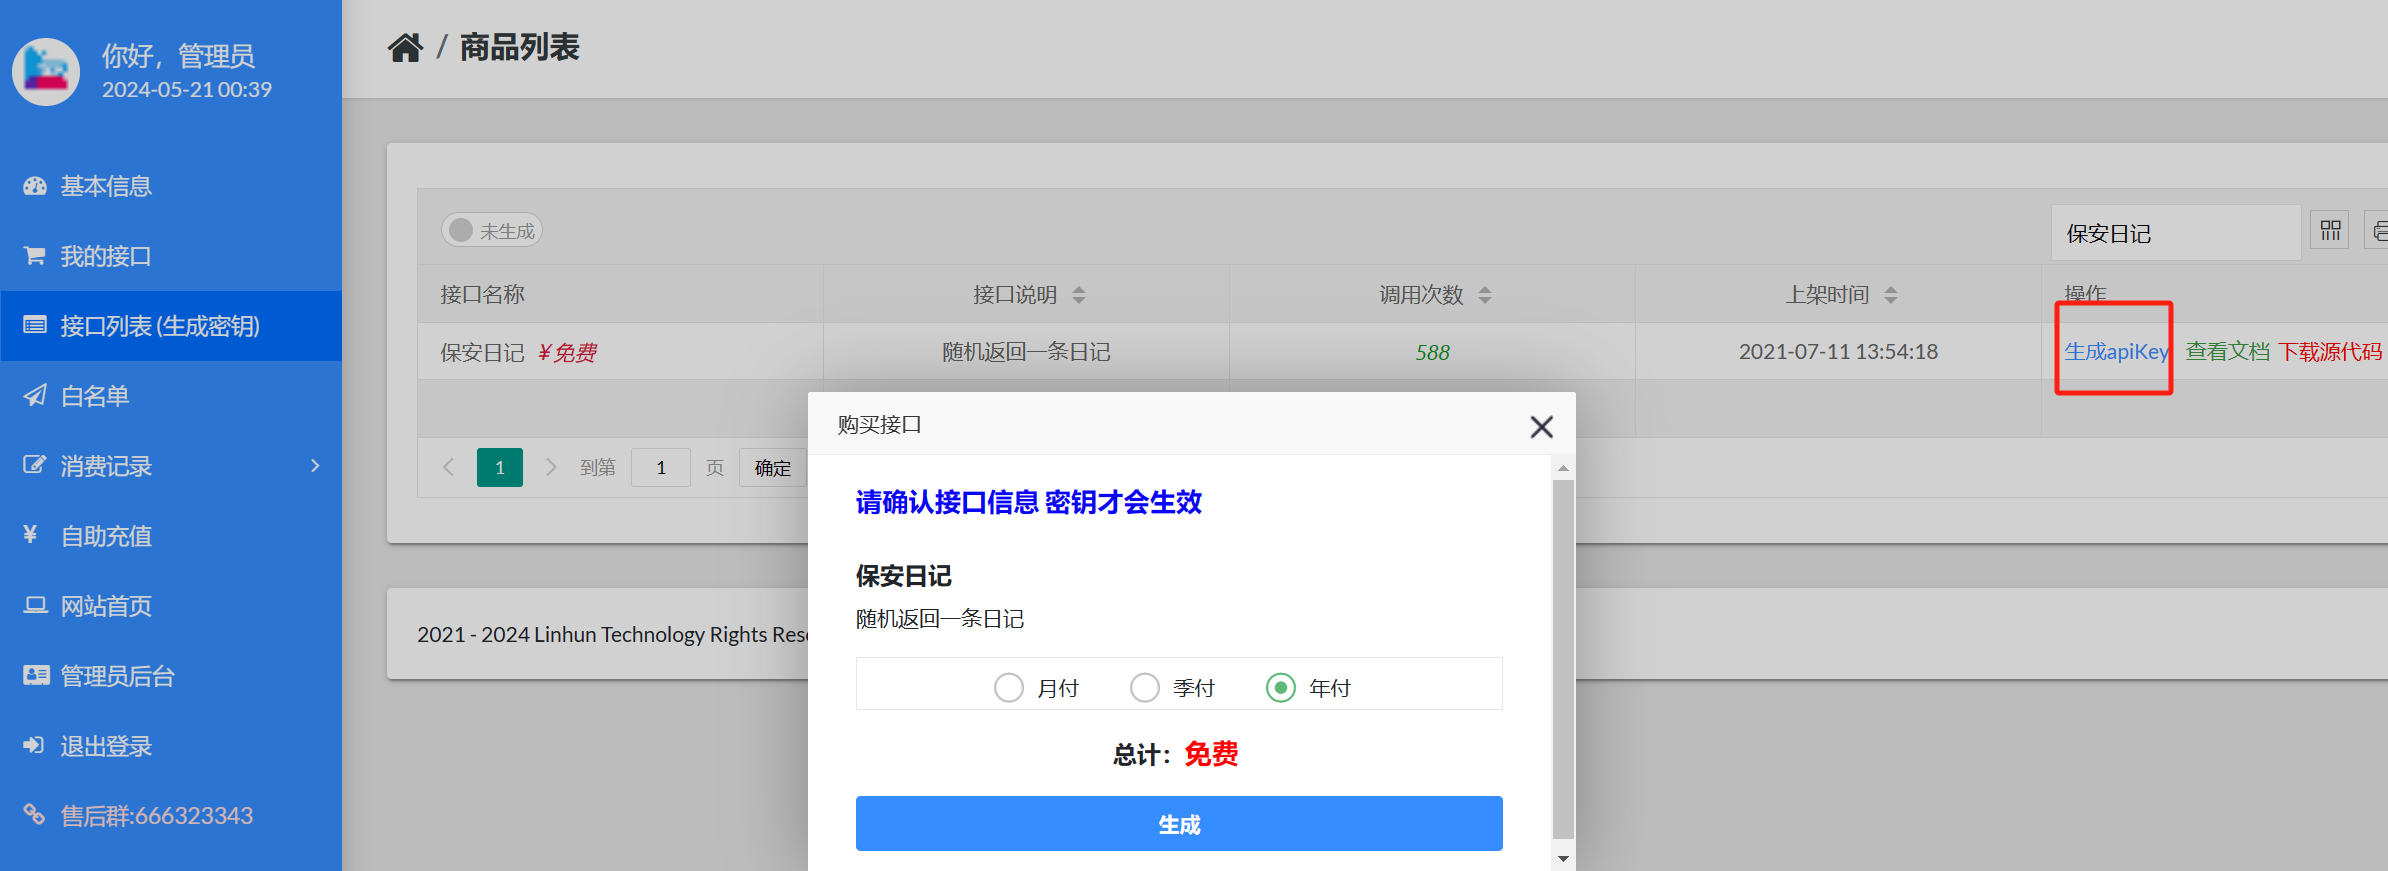 你好，管理员
2024-05-21 00:39
基本信息
我的接口
接口列表 (生成密钥)
白名单
消费记录
¥ 自助充值
网站首页
管理员后台
退出登录
售后群:666323343
/ 商品列表
未生成
保安日记
接口名称 接口说明 调用次数 上架时间 操作
保安日记 ¥免费 随机返回一条日记 588 2021-07-11 13:54:18 生成apiKey 查看文档 下载源代码
1 到第 1 页 确定
2021 - 2024 Linhun Technology Rights Rese
购买接口
请确认接口信息 密钥才会生效
保安日记
随机返回一条日记
月付 季付 年付
总计：免费
生成